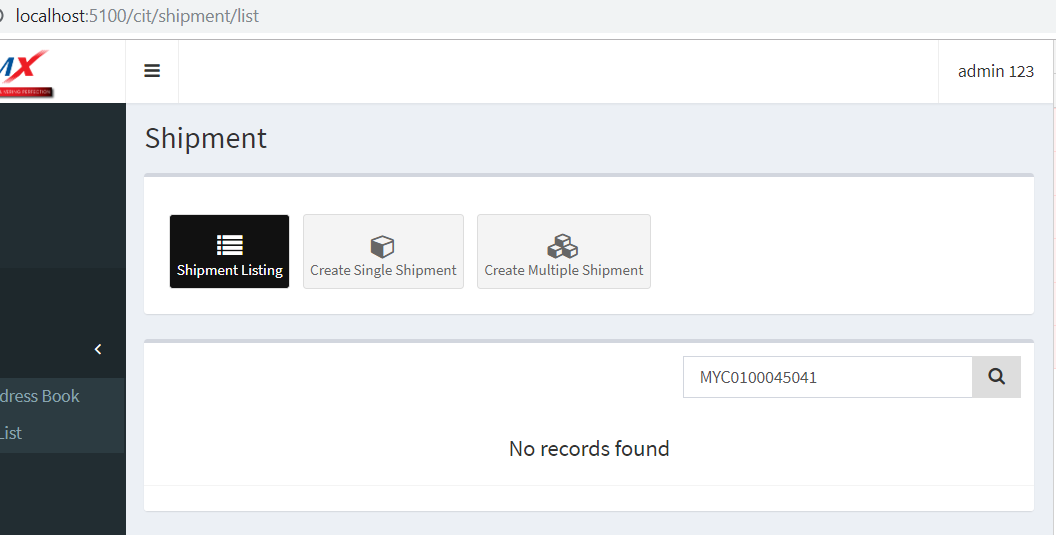 localhost:5100/cit/shipment/list
MX
admin 123
Shipment
Shipment Listing
Create Single Shipment
Create Multiple Shipment
dress Book
List
MYC0100045041
No records found